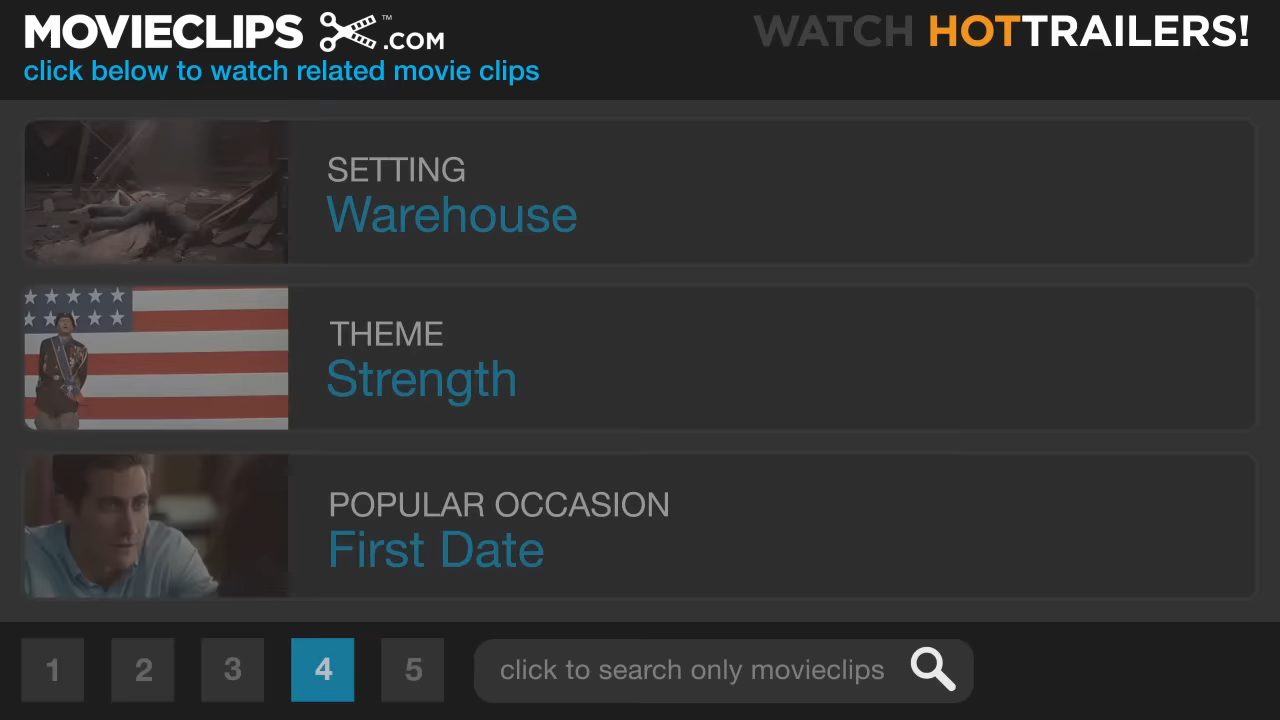 MOVIECLIPS ™ .COM
WATCH HOTTRAILERS!
click below to watch related movie clips
SETTING
Warehouse
THEME
Strength
POPULAR OCCASION
First Date
1 2 3 4 5 click to search only movieclips